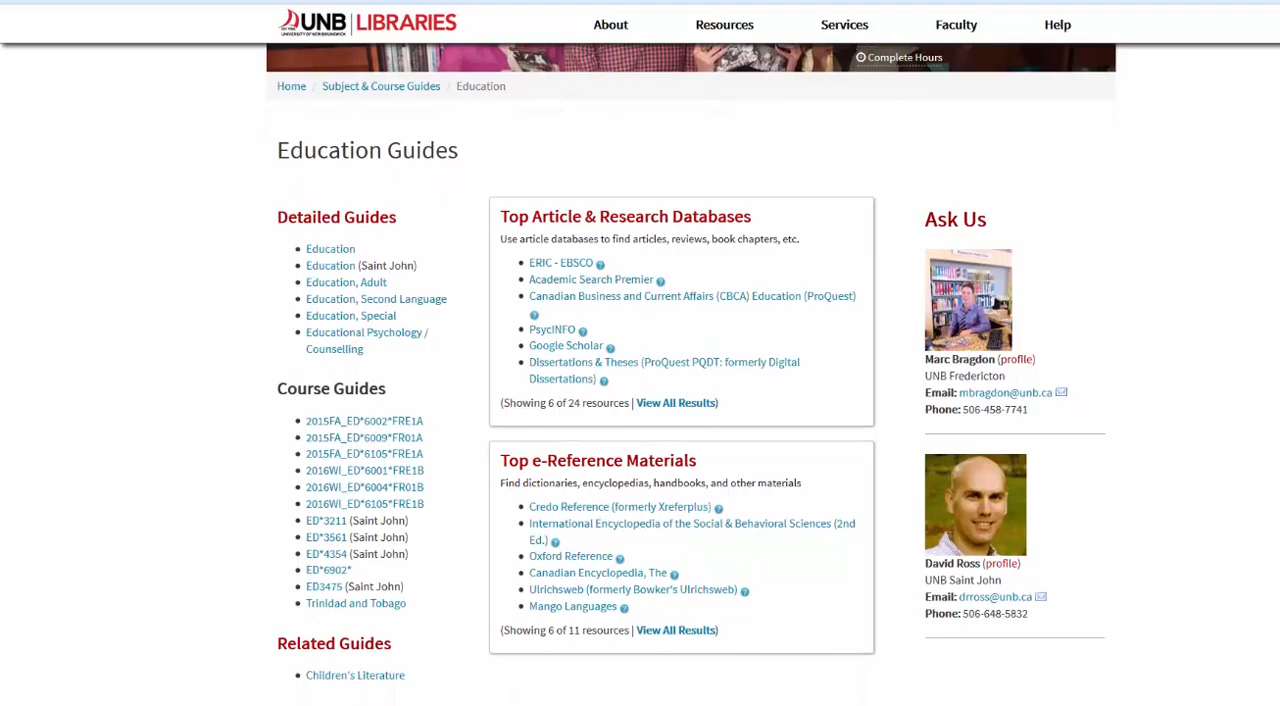 UNB LIBRARIES
UNIVERSITY OF NEW BRUNSWICK
About Resources Services Faculty Help
Complete Hours
Home / Subject & Course Guides / Education
Education Guides
Detailed Guides
Education
Education (Saint John)
Education, Adult
Education, Second Language
Education, Special
Educational Psychology /
Counselling
Course Guides
2015FA_ED*6002*FRE1A
2015FA_ED*6009*FR01A
2015FA_ED*6105*FRE1A
2016WI_ED*6001*FRE1B
2016WI_ED*6004*FR01B
2016WI_ED*6105*FRE1B
ED*3211 (Saint John)
ED*3561 (Saint John)
ED*4354 (Saint John)
ED*6902*
ED3475 (Saint John)
Trinidad and Tobago
Related Guides
Children's Literature
Top Article & Research Databases
Use article databases to find articles, reviews, book chapters, etc.
ERIC - EBSCO ?
Academic Search Premier ?
Canadian Business and Current Affairs (CBCA) Education (ProQuest)
?
PsycINFO ?
Google Scholar ?
Dissertations & Theses (ProQuest PQDT: formerly Digital
Dissertations) ?
(Showing 6 of 24 resources | View All Results)
Top e-Reference Materials
Find dictionaries, encyclopedias, handbooks, and other materials
Credo Reference (formerly Xreferplus) ?
International Encyclopedia of the Social & Behavioral Sciences (2nd
Ed.) ?
Oxford Reference ?
Canadian Encyclopedia, The ?
Ulrichsweb (formerly Bowker's Ulrichsweb) ?
Mango Languages ?
(Showing 6 of 11 resources | View All Results)
Ask Us
Marc Bragdon (profile)
UNB Fredericton
Email: mbragdon@unb.ca
Phone: 506-458-7741
David Ross (profile)
UNB Saint John
Email: drross@unb.ca
Phone: 506-648-5832